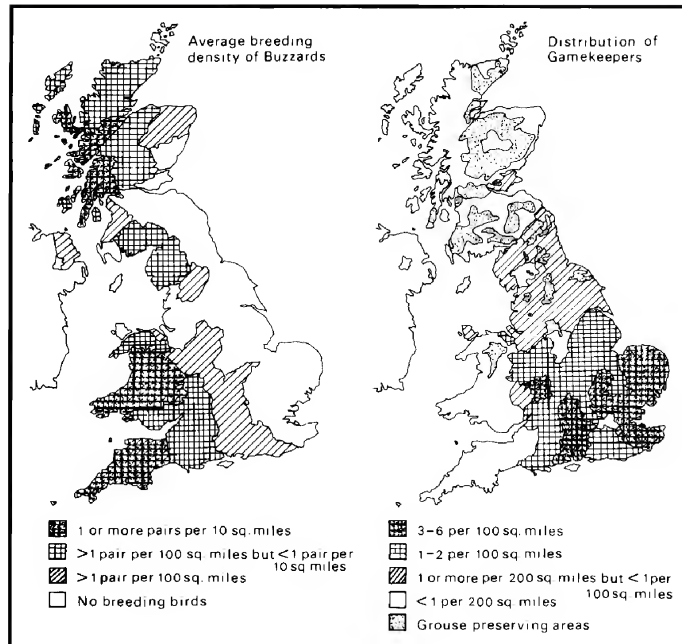 Average breeding
density of Buzzards
Distribution of
Gamekeepers
1 or more pairs per 10 sq. miles
>1 pair per 100 sq. miles but <1 pair per
10 sq. miles
>1 pair per 100 sq. miles
No breeding birds
3-6 per 100 sq. miles
1-2 per 100 sq. miles
1 or more per 200 sq. miles but <1 per
100 sq. miles
<1 per 200 sq. miles
Grouse preserving areas